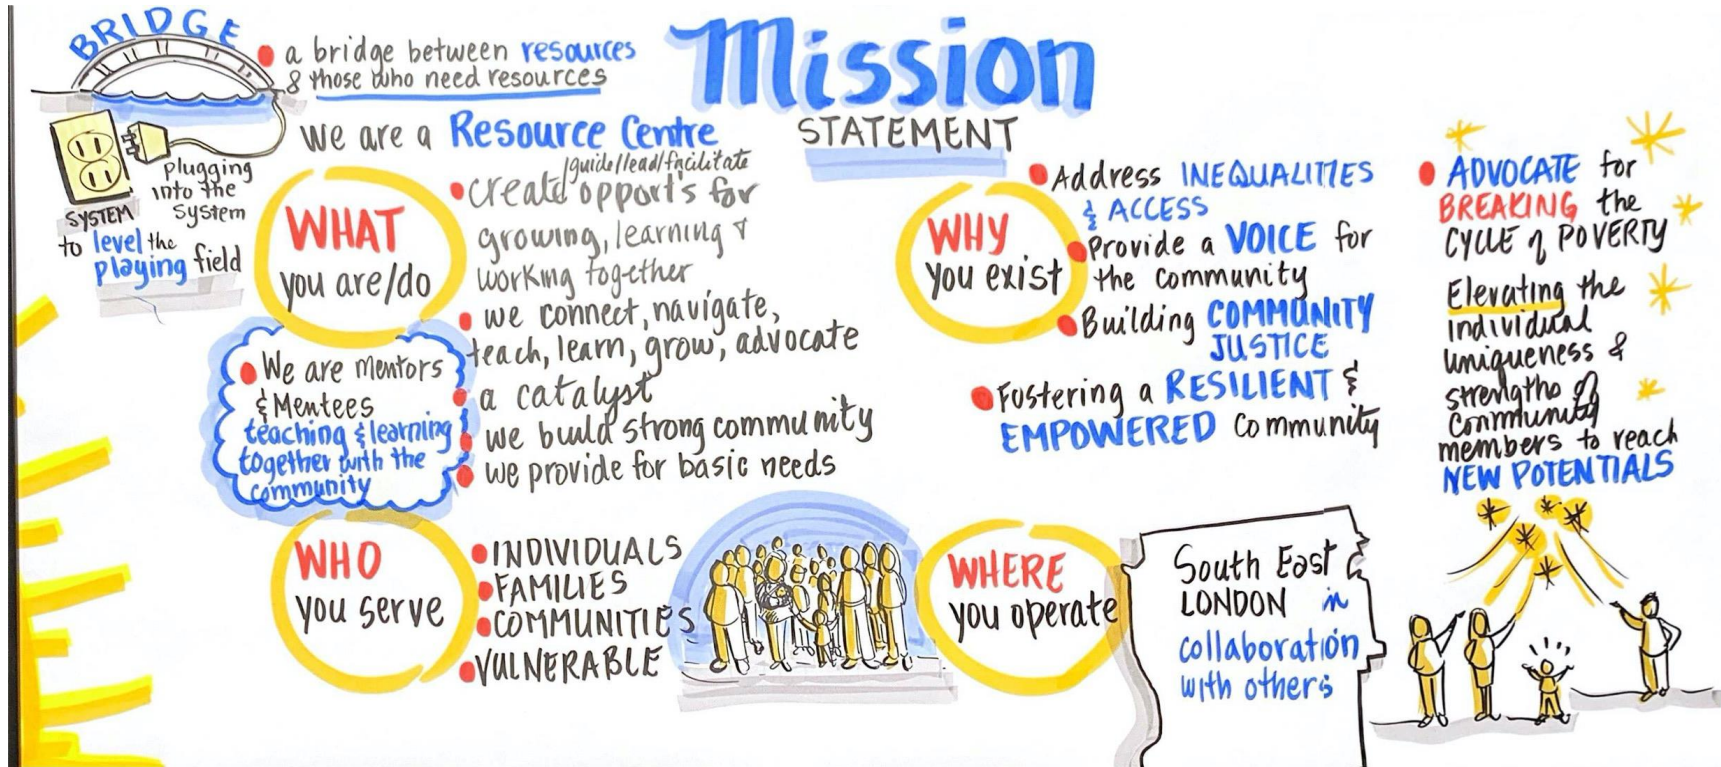 BRIDGE
a bridge between resources
& those who need resources
Mission
STATEMENT
we are a Resource Centre
plugging
into the
System
SYSTEM
to level the
playing field
WHAT
you are/do
guide/lead/facilitate
create opport's for
growing, learning &
working together
we connect, navigate,
teach, learn, grow, advocate
a catalyst
we build strong community
we provide for basic needs
We are mentors
& Mentees
teaching & learning
together with the
community
WHY
you exist
Address INEQUALITIES
& ACCESS
Provide a VOICE for
the community
Building COMMUNITY
JUSTICE
Fostering a RESILIENT &
EMPOWERED Community
ADVOCATE for
BREAKING the
CYCLE of POVERTY
Elevating the
individual
uniqueness &
strengths of
Community
members to reach
NEW POTENTIALS
WHO
you serve
INDIVIDUALS
FAMILIES
COMMUNITIES
VULNERABLE
WHERE
you operate
South East
LONDON in
collaboration
with others